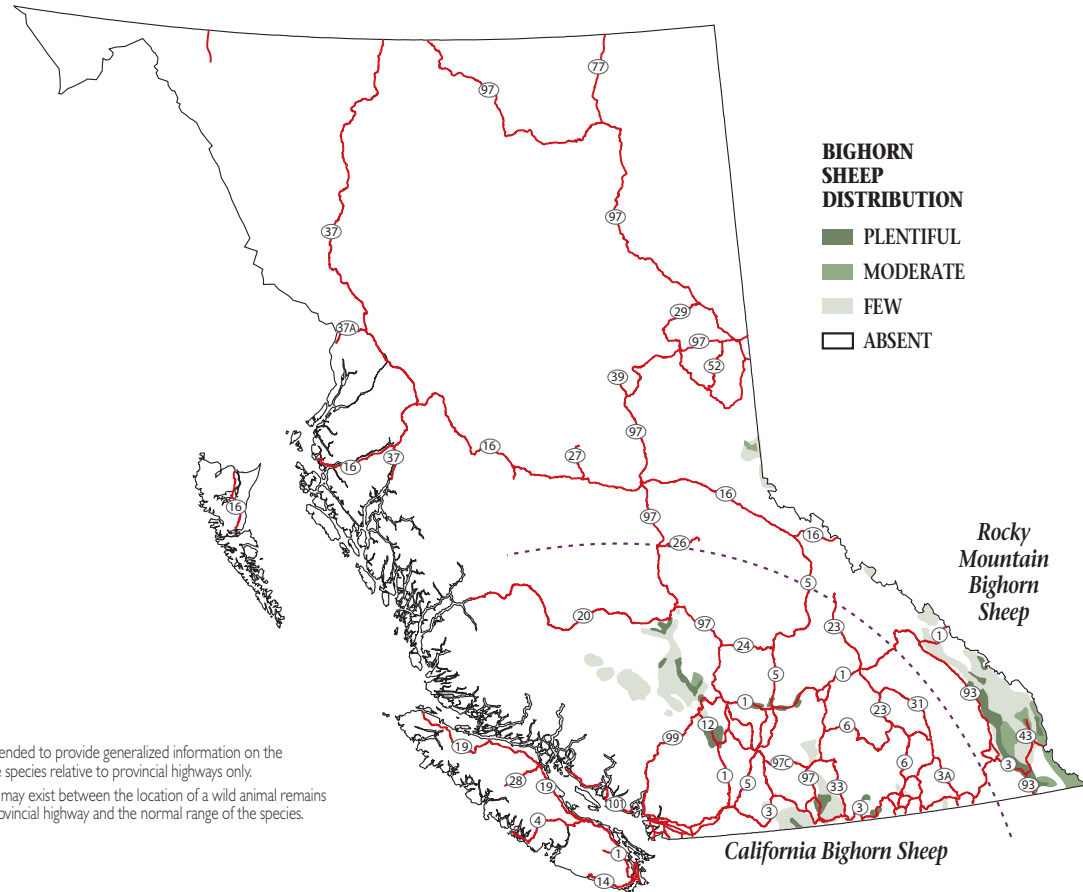 77
97
97
37
BIGHORN
SHEEP
DISTRIBUTION
PLENTIFUL
MODERATE
FEW
ABSENT
29
37A
97
52
39
97
16
27
16
37
16
16
97
16
26
Rocky
Mountain
Bighorn
Sheep
5
20
97
23
24
1
5
1
1
93
31
23
12
6
99
43
19
97C
6
3
97
33
3A
28
19
1
5
93
3
3
101
4
1
14
ended to provide generalized information on the
e species relative to provincial highways only.
may exist between the location of a wild animal remains
ovincial highway and the normal range of the species.
California Bighorn Sheep